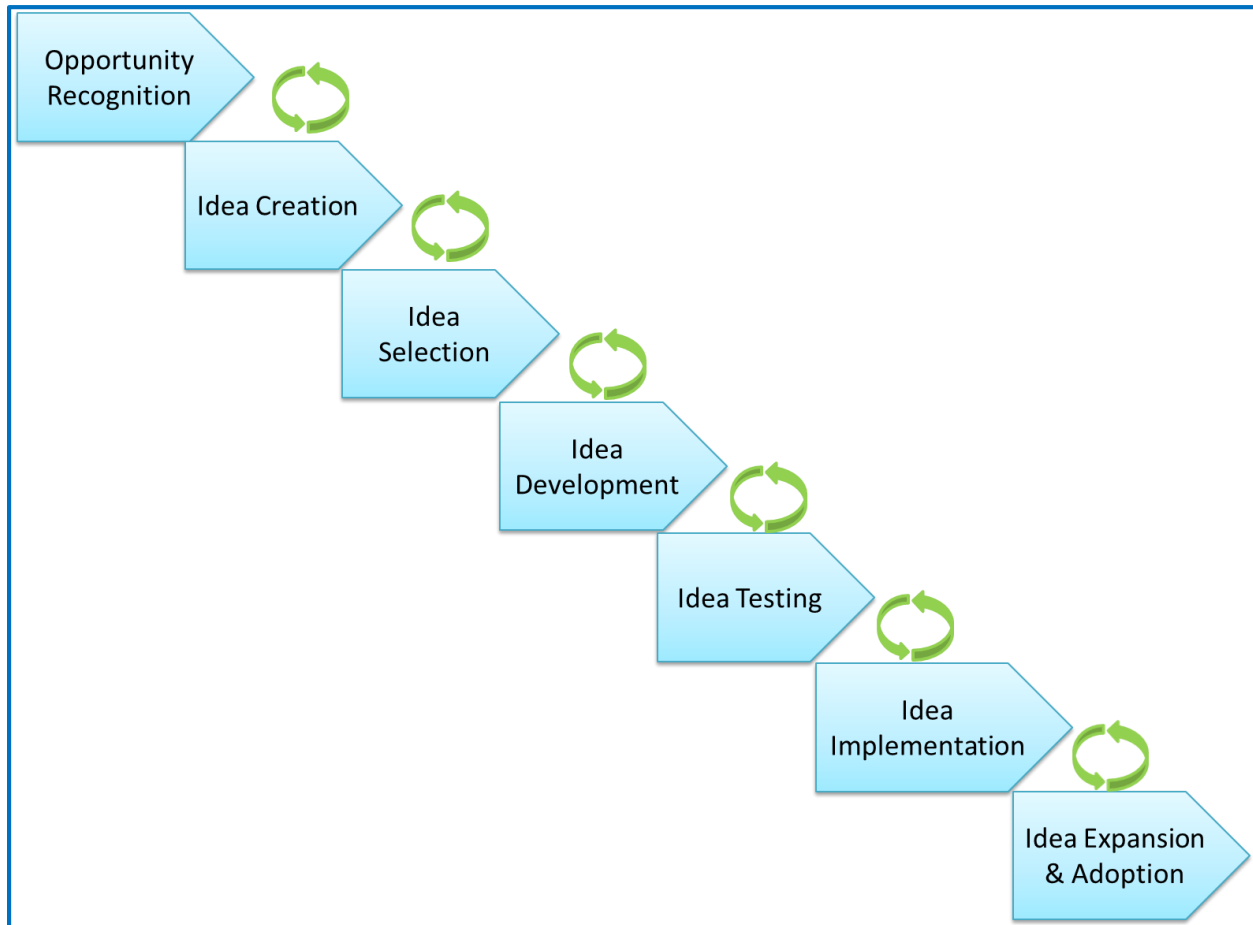 Opportunity
Recognition
Idea Creation
Idea
Selection
Idea
Development
Idea Testing
Idea
Implementation
Idea Expansion
& Adoption